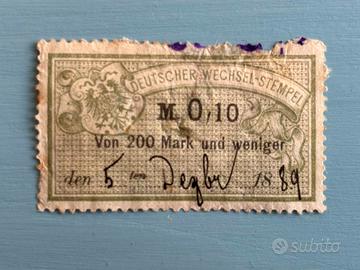 DEUTSCHER WECHSEL-STEMPEL
M 0,10
Von 200 Mark und weniger
den 5 ten Dezbr 1889
subito